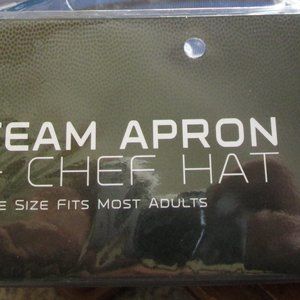 TEAM APRON
+ CHEF HAT
SIZE FITS MOST ADULTS